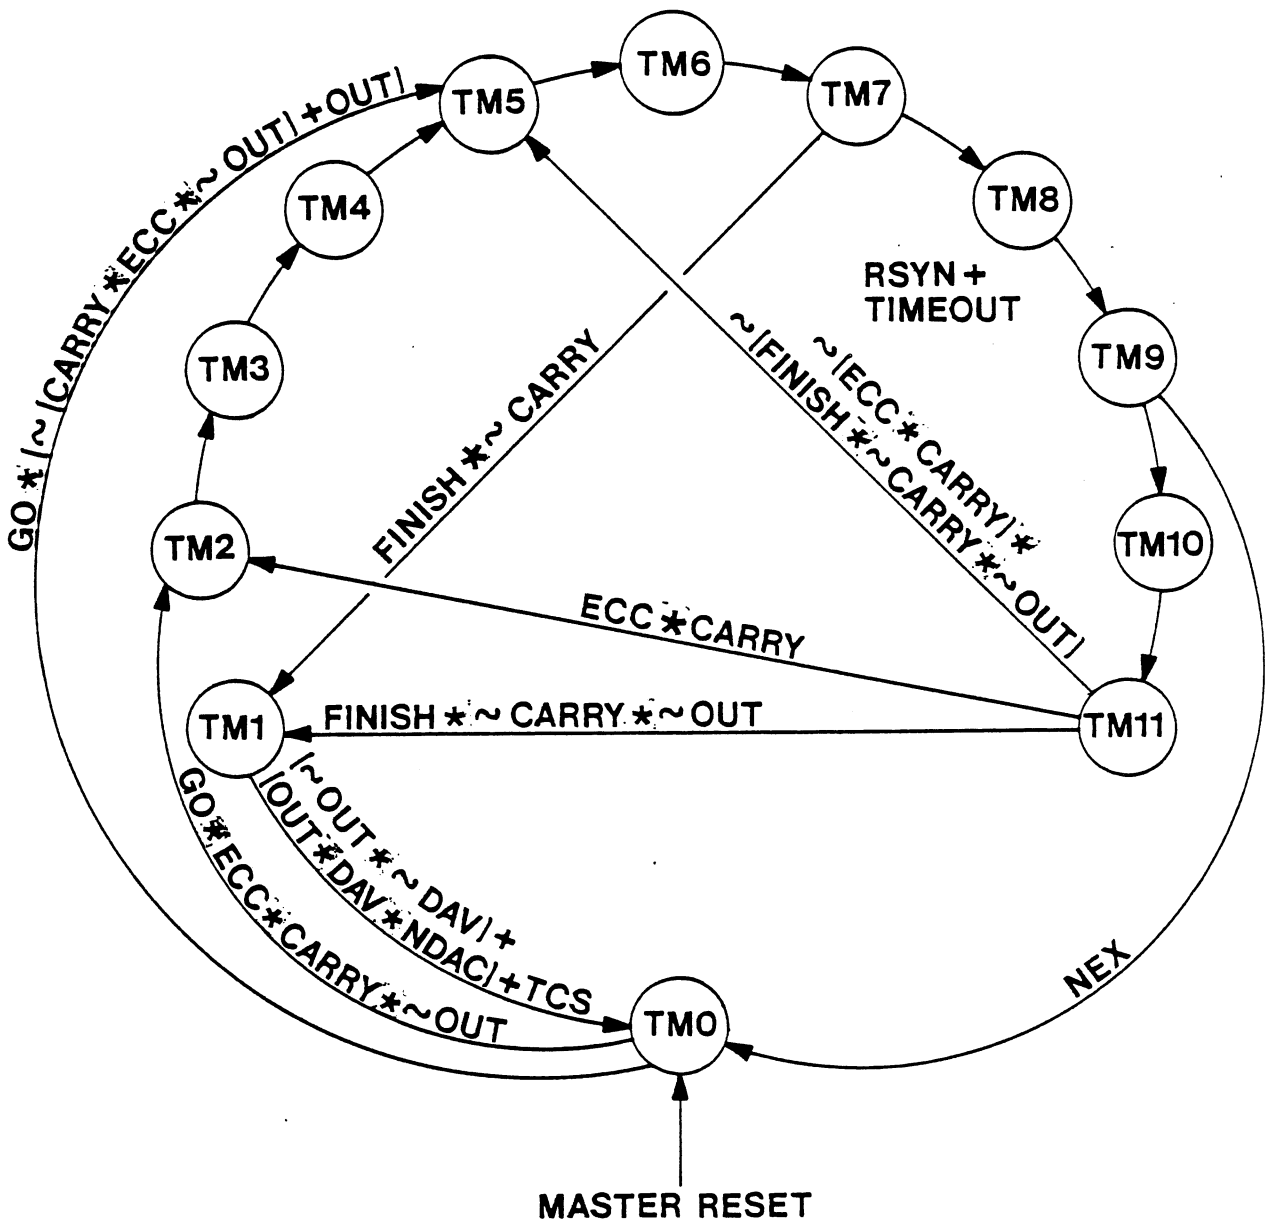 TM6
TM5
TM7
GO * (~ (CARRY * ECC * ~ OUT) + OUT)
TM4
TM8
RSYN +
TIMEOUT
TM3
TM9
FINISH * ~ CARRY
~ (ECC * CARRY) *
~ (FINISH * ~ CARRY * ~ OUT)
TM2
TM10
ECC * CARRY
TM1
FINISH * ~ CARRY * ~ OUT
TM11
(~ OUT * ~ DAV) +
(OUT * DAV * NDAC) + TCS
GO * ECC * CARRY * ~ OUT
NEX
TM0
MASTER RESET